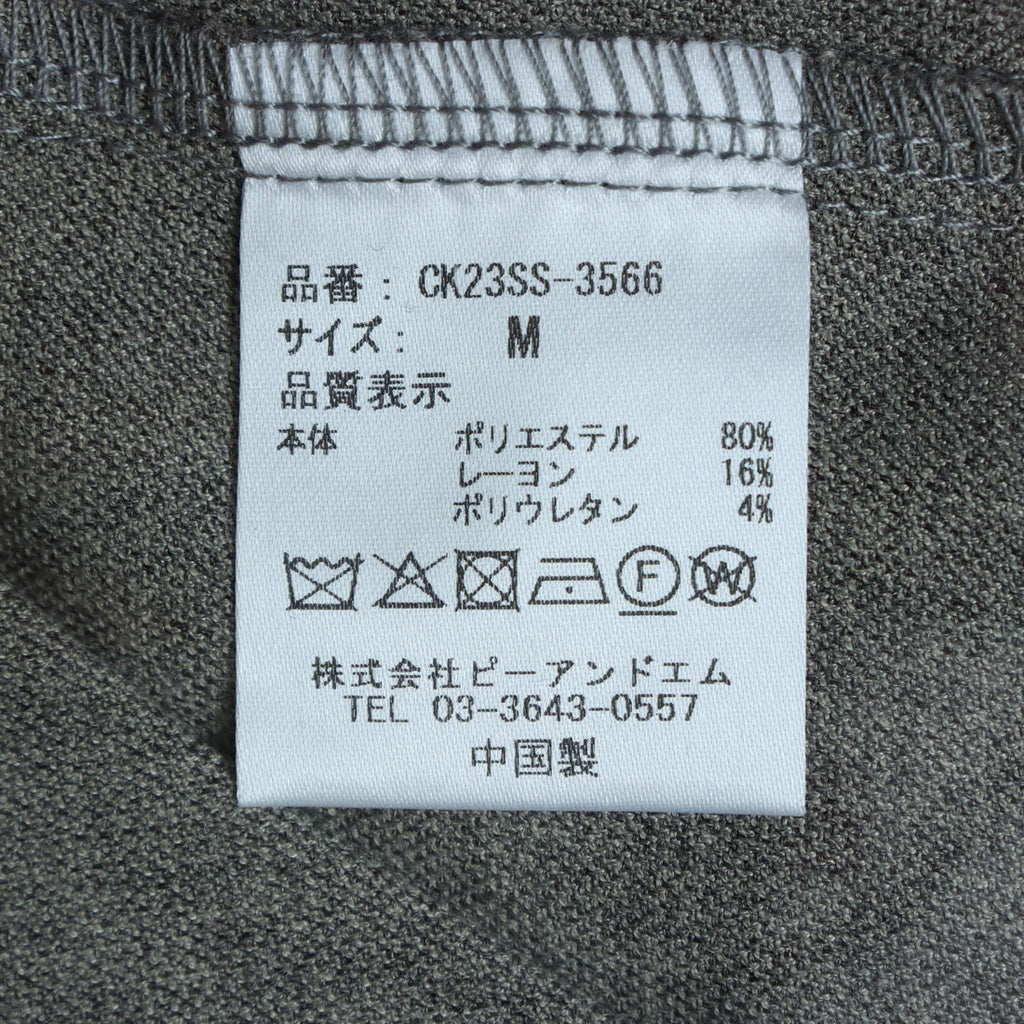 品番： CK23SS-3566
サイズ： M
品質表示
本体 ポリエステル 80%
レーヨン 16%
ポリウレタン 4%
F W
株式会社ピーアンドエム
TEL 03-3643-0557
中国製